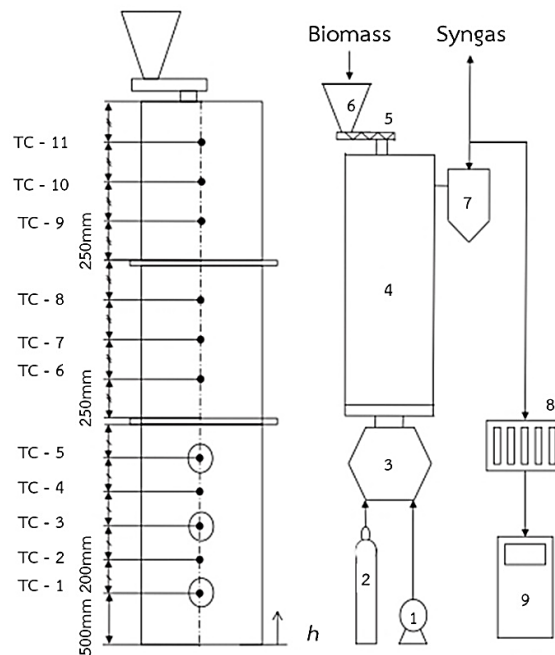 Biomass
Syngas
TC - 11
TC - 10
TC - 9
250mm
TC - 8
TC - 7
TC - 6
250mm
TC - 5
TC - 4
TC - 3
TC - 2
TC - 1
200mm
500mm
h
6
5
7
4
3
8
2
1
9